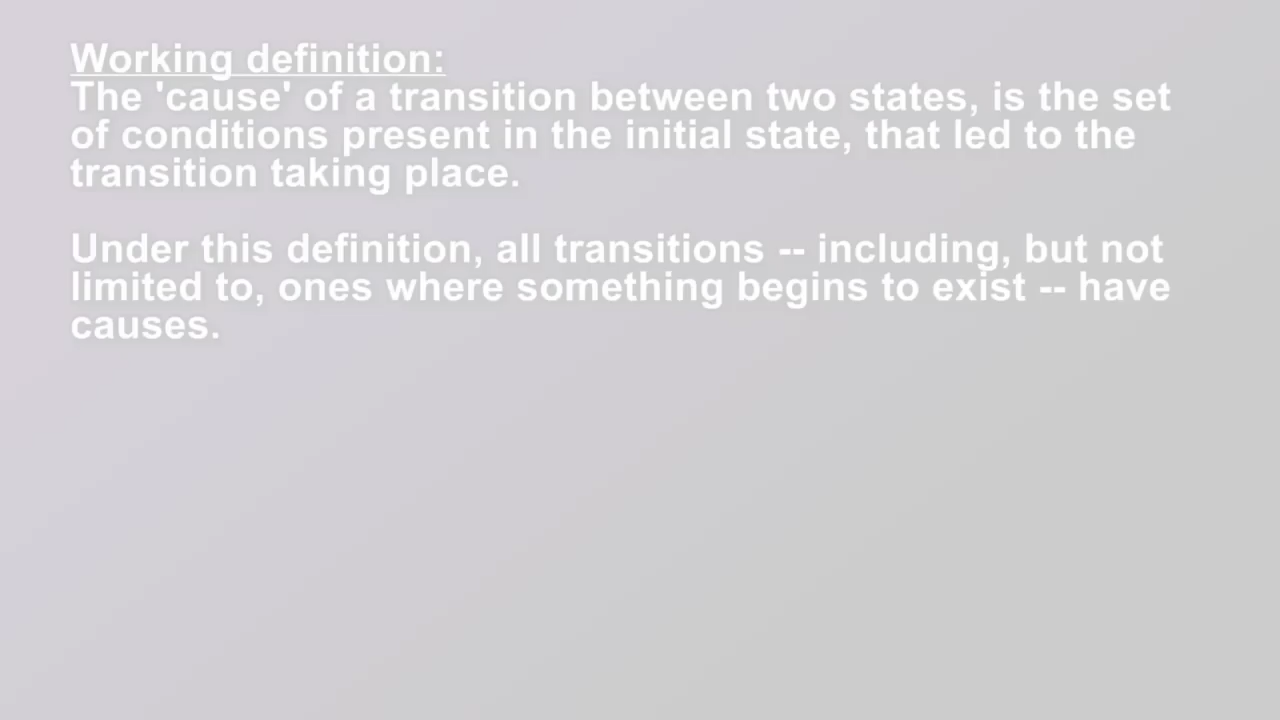 Working definition:
The 'cause' of a transition between two states, is the set
of conditions present in the initial state, that led to the
transition taking place.
Under this definition, all transitions -- including, but not
limited to, ones where something begins to exist -- have
causes.